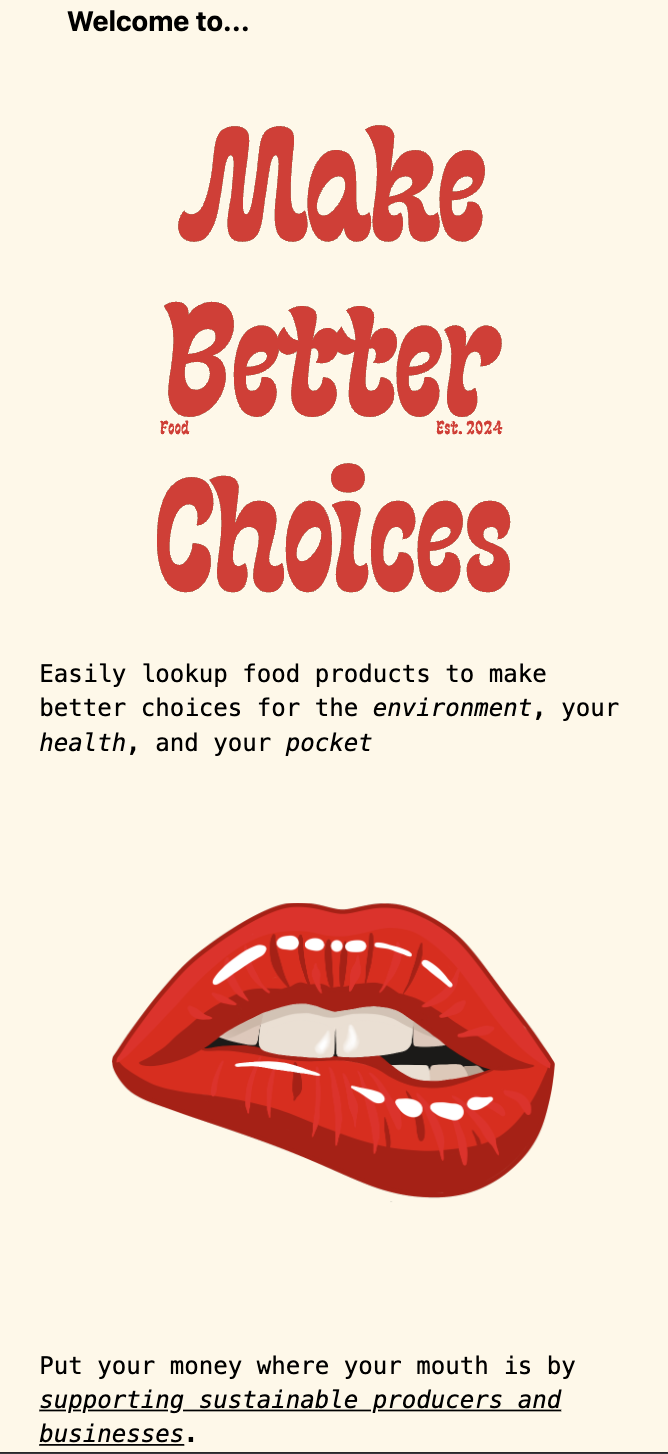 Welcome to...
Make
Better
Food Est. 2024
Choices
Easily lookup food products to make
better choices for the environment, your
health, and your pocket
Put your money where your mouth is by
supporting sustainable producers and
businesses.